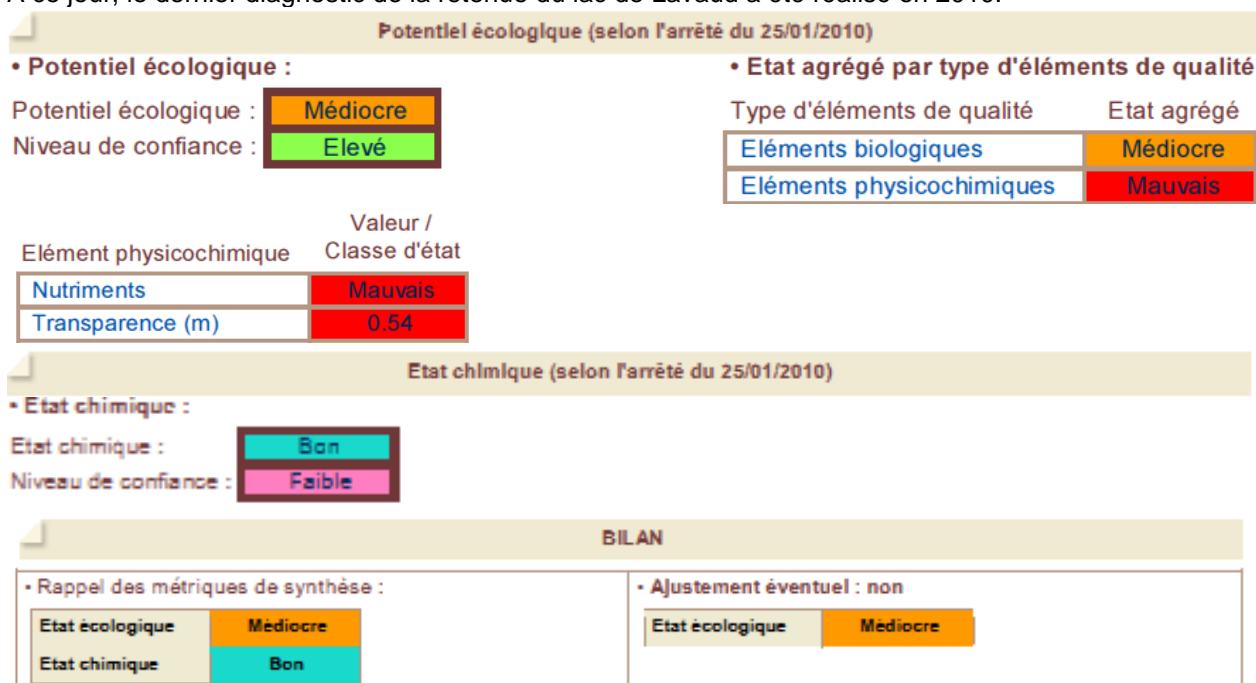 Potentiel écologique (selon l'arrêté du 25/01/2010)
• Potentiel écologique :
Potentiel écologique : Médiocre
Niveau de confiance : Elevé
• Etat agrégé par type d'éléments de qualité
Type d'éléments de qualité Etat agrégé
Eléments biologiques Médiocre
Eléments physicochimiques Mauvais
Valeur /
Elément physicochimique Classe d'état
Nutriments Mauvais
Transparence (m) 0.54
Etat chimique (selon l'arrêté du 25/01/2010)
• Etat chimique :
Etat chimique : Bon
Niveau de confiance : Faible
BILAN
• Rappel des métriques de synthèse :
Etat écologique Médiocre
Etat chimique Bon
• Ajustement éventuel : non
Etat écologique Médiocre